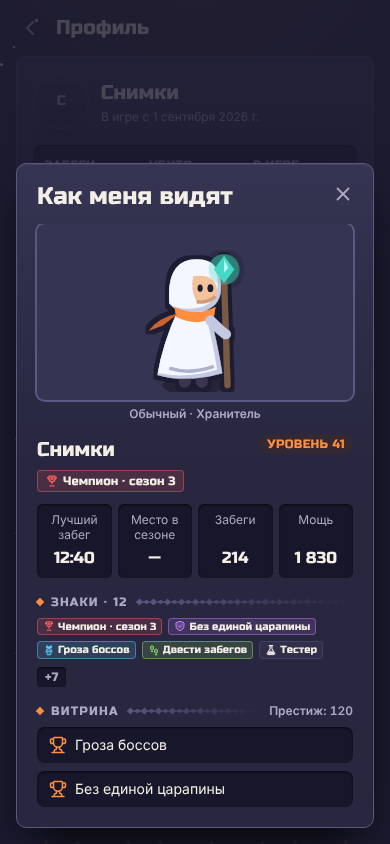 Профиль
С
Снимки
В игре с 1 сентября 2026 г.
Как меня видят
Обычный · Хранитель
Снимки
УРОВЕНЬ 41
Чемпион · сезон 3
Лучший забег
Место в сезоне
Забеги
Мощь
12:40
—
214
1 830
ЗНАКИ · 12
Чемпион · сезон 3
Без единой царапины
Гроза боссов
Двести забегов
Тестер
+7
ВИТРИНА
Престиж: 120
Гроза боссов
Без единой царапины